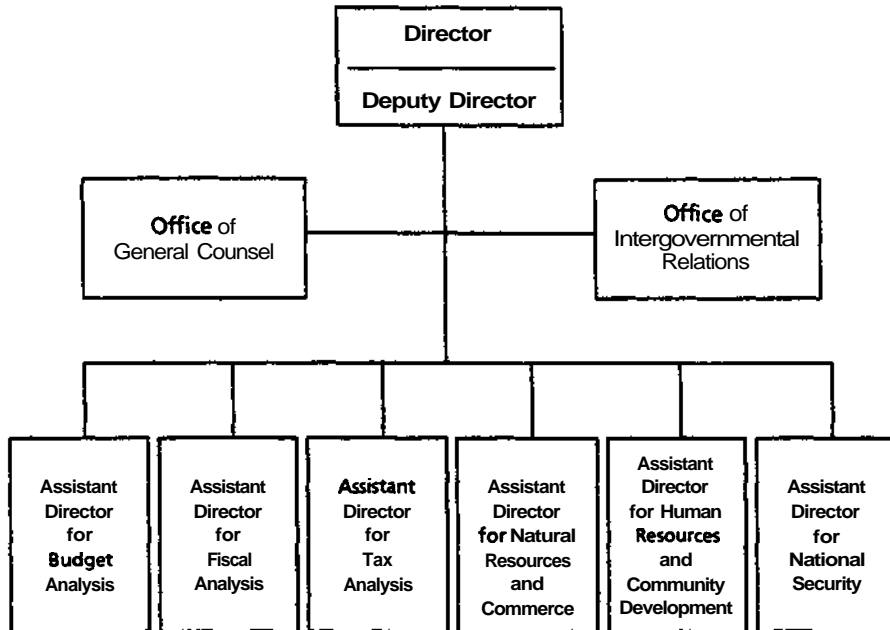 Director
Deputy Director
Office of
General Counsel
Office of
Intergovernmental
Relations
Assistant
Director
for
Budget
Analysis
Assistant
Director
for
Fiscal
Analysis
Assistant
Director
for
Tax
Analysis
Assistant
Director
for Natural
Resources
and
Commerce
Assistant
Director
for Human
Resources
and
Community
Development
Assistant
Director
for
National
Security